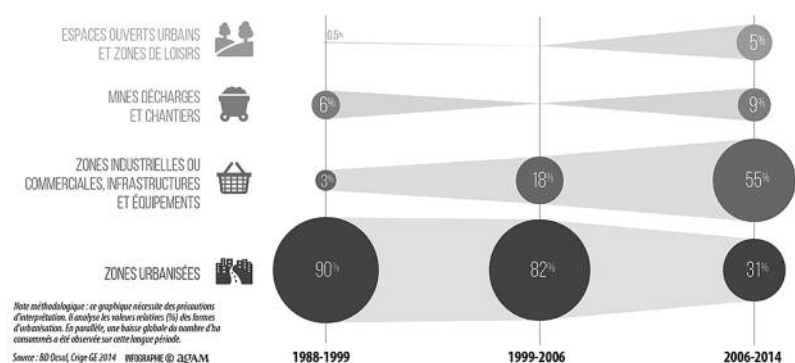 ESPACES OUVERTS URBAINS
ET ZONES DE LOISIRS
0.5%
5%
MINES DÉCHARGES
ET CHANTIERS
6%
9%
ZONES INDUSTRIELLES OU
COMMERCIALES, INFRASTRUCTURES
ET ÉQUIPEMENTS
3%
18%
55%
ZONES URBANISÉES
90%
82%
31%
Note méthodologique : ce graphique nécessite des précautions
d'interprétation. Il analyse les valeurs relatives (%) des formes
d'urbanisation. En parallèle, une baisse globale du nombre d'ha
consommés a été observée sur cette longue période.
Source : BD Ocsol, Crige GE 2014 INFOGRAPHIE © agam
1988-1999
1999-2006
2006-2014